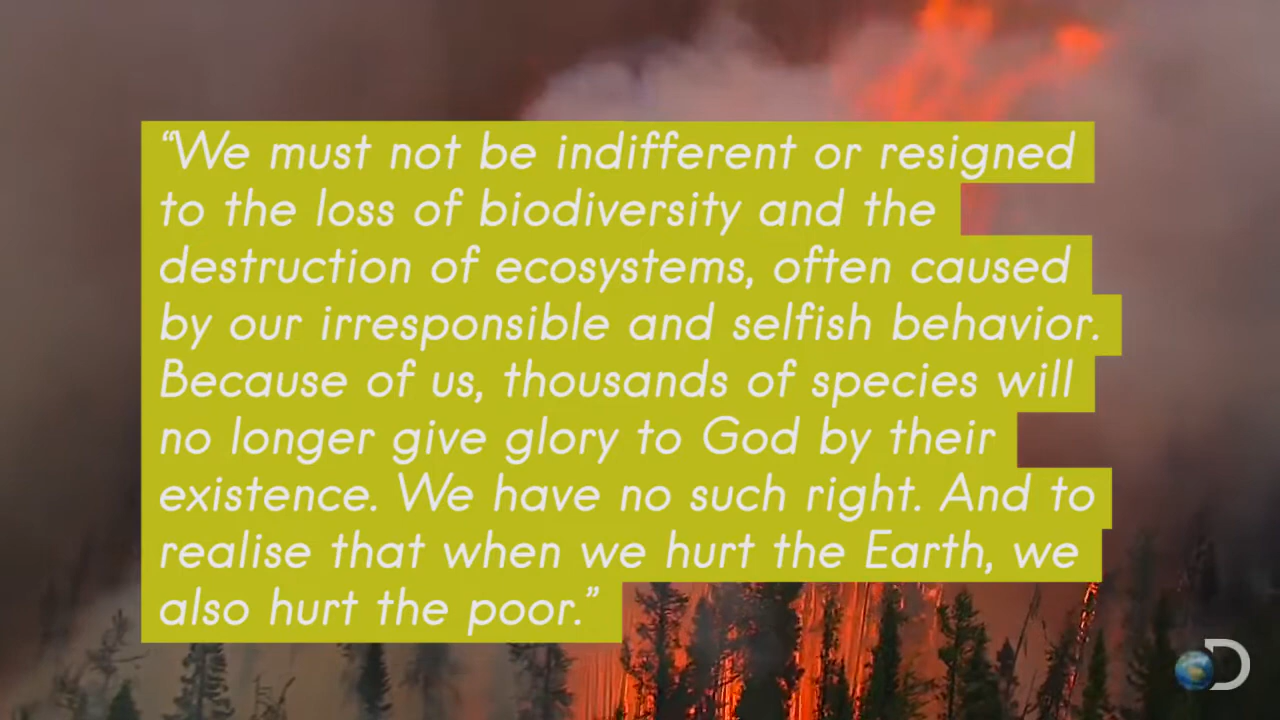 “We must not be indifferent or resigned
to the loss of biodiversity and the
destruction of ecosystems, often caused
by our irresponsible and selfish behavior.
Because of us, thousands of species will
no longer give glory to God by their
existence. We have no such right. And to
realise that when we hurt the Earth, we
also hurt the poor.”
D